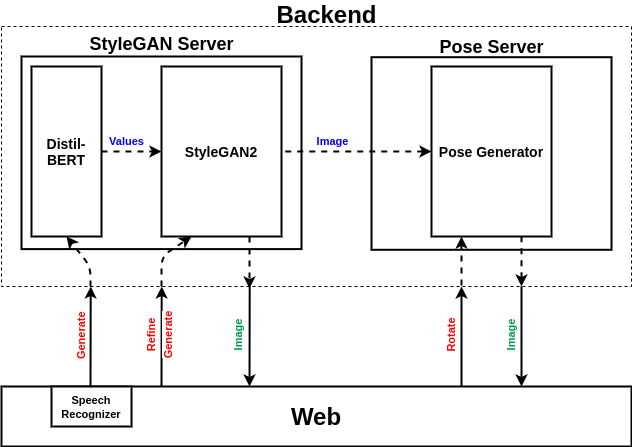 Backend
StyleGAN Server
Pose Server
Distil-
BERT
Values
StyleGAN2
Image
Pose Generator
Generate
Refine
Generate
Image
Rotate
Image
Speech
Recognizer
Web